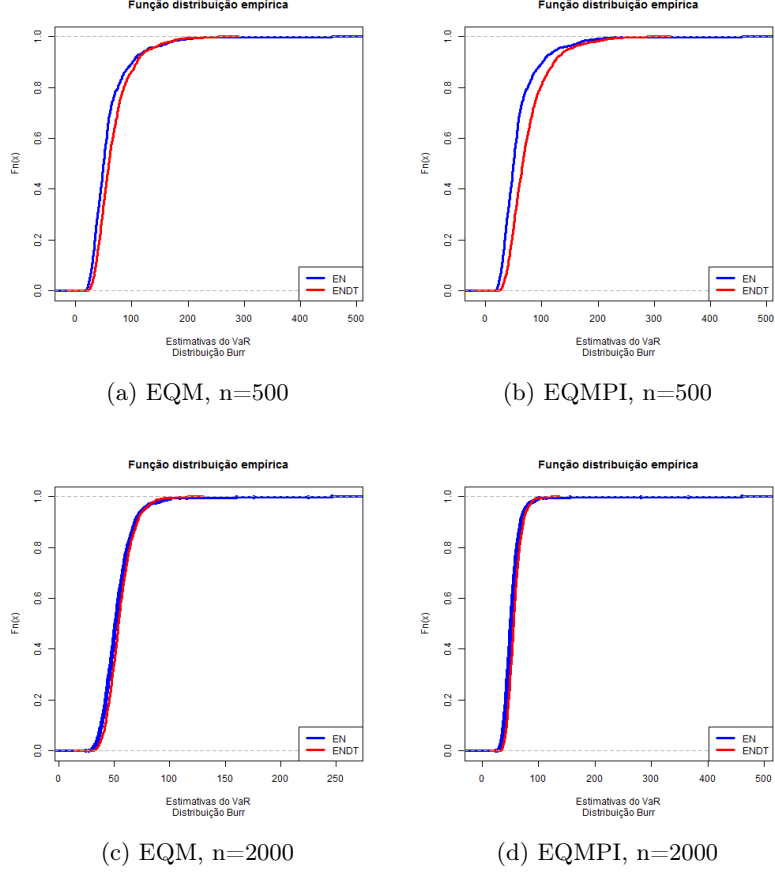 Função distribuição empírica
Fn(x)
1.0
0.8
0.6
0.4
0.2
0.0
EN
ENDT
0 100 200 300 400 500
Estimativas do VaR
Distribuição Burr
(a) EQM, n=500
Função distribuição empírica
Fn(x)
1.0
0.8
0.6
0.4
0.2
0.0
EN
ENDT
0 100 200 300 400 500
Estimativas do VaR
Distribuição Burr
(b) EQMPI, n=500
Função distribuição empírica
Fn(x)
1.0
0.8
0.6
0.4
0.2
0.0
EN
ENDT
0 50 100 150 200 250
Estimativas do VaR
Distribuição Burr
(c) EQM, n=2000
Função distribuição empírica
Fn(x)
1.0
0.8
0.6
0.4
0.2
0.0
EN
ENDT
0 100 200 300 400 500
Estimativas do VaR
Distribuição Burr
(d) EQMPI, n=2000